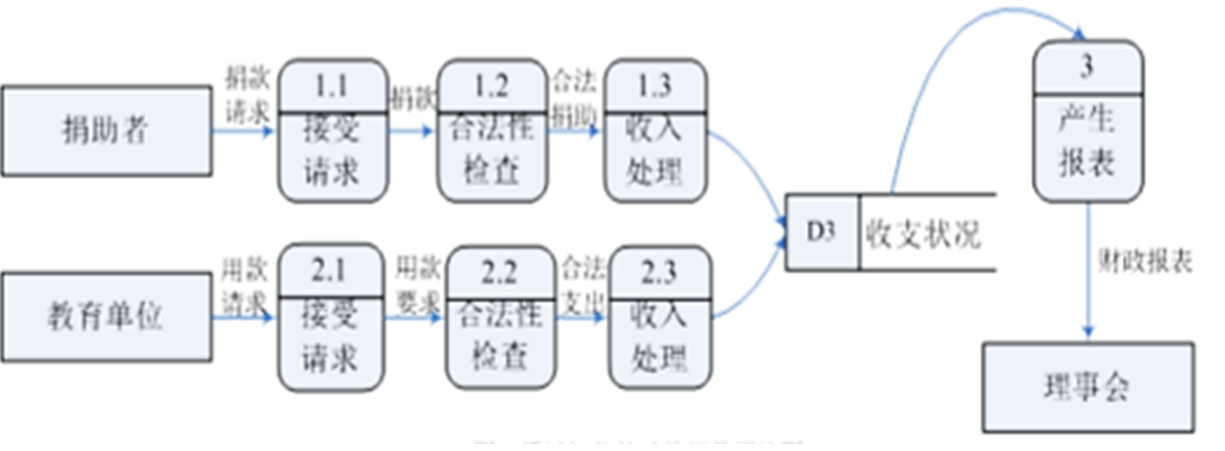 捐助者
捐款
请求
1.1
接受
请求
捐款
1.2
合法性
检查
合法
捐助
1.3
收入
处理
教育单位
用款
请求
2.1
接受
请求
用款
要求
2.2
合法性
检查
合法
支出
2.3
收入
处理
D3
收支状况
3
产生
报表
财政报表
理事会